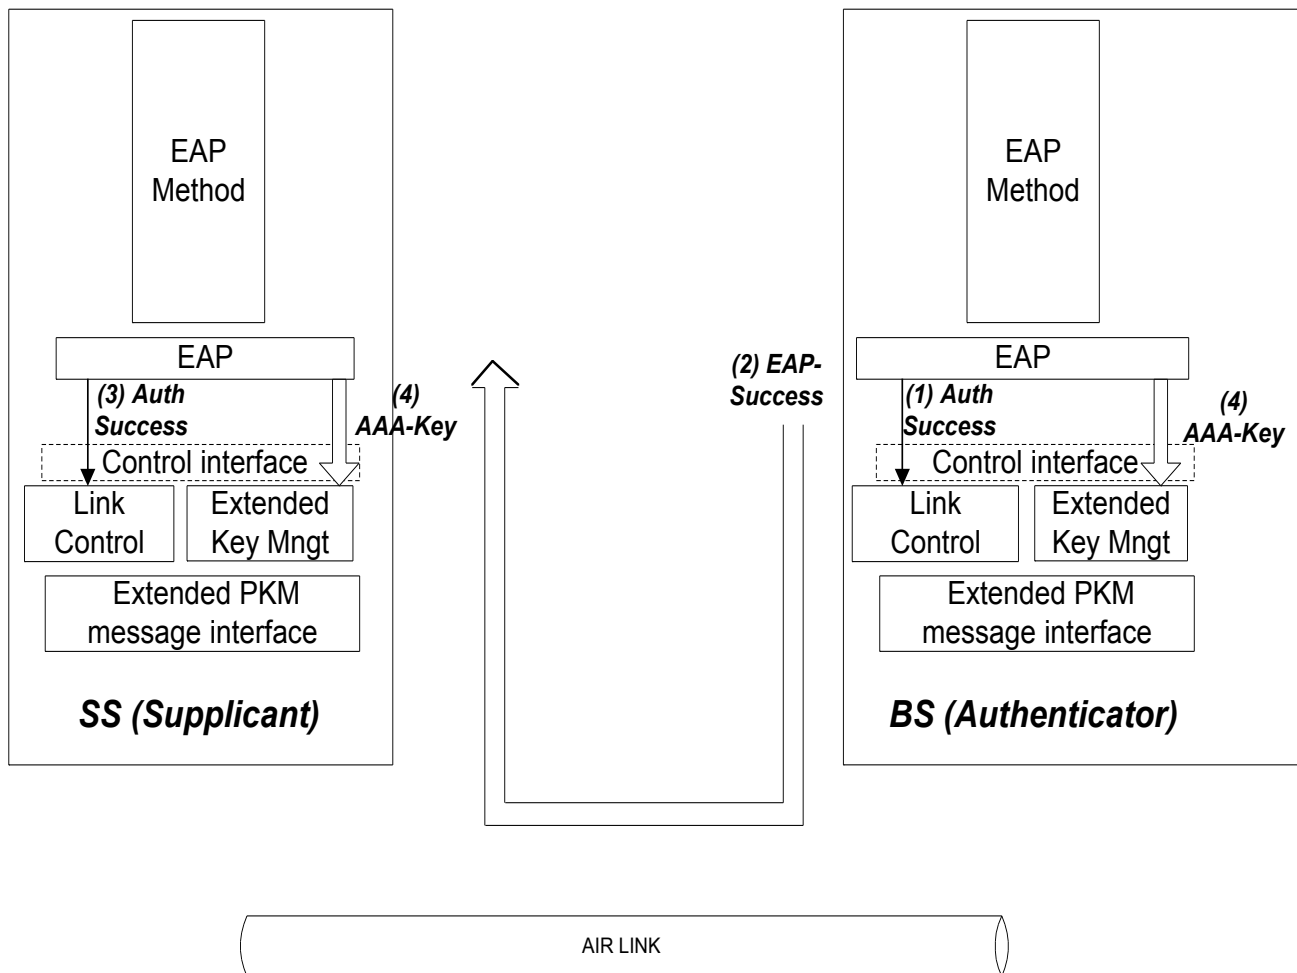 EAP
Method
EAP
(3) Auth
Success
(4)
AAA-Key
Control interface
Link
Control
Extended
Key Mngt
Extended PKM
message interface
SS (Supplicant)
(2) EAP-
Success
EAP
Method
EAP
(1) Auth
Success
(4)
AAA-Key
Control interface
Link
Control
Extended
Key Mngt
Extended PKM
message interface
BS (Authenticator)
AIR LINK